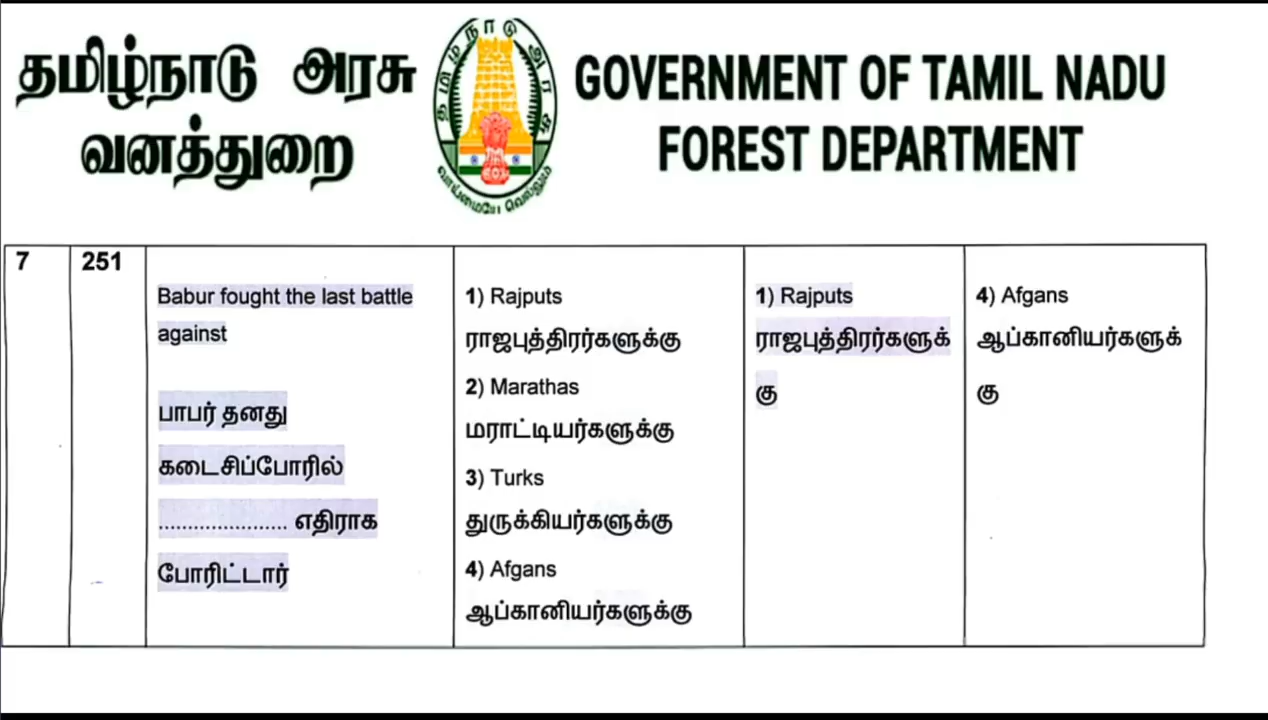 தமிழ்நாடு அரசு
வனத்துறை
தமிழ்நாடு அரசு
வாய்மையே வெல்லும்
GOVERNMENT OF TAMIL NADU
FOREST DEPARTMENT
7
251
Babur fought the last battle
against
பாபர் தனது
கடைசிப்போரில்
...................... எதிராக
போரிட்டார்
1) Rajputs
ராஜபுத்திரர்களுக்கு
2) Marathas
மராட்டியர்களுக்கு
3) Turks
துருக்கியர்களுக்கு
4) Afgans
ஆப்கானியர்களுக்கு
1) Rajputs
ராஜபுத்திரர்களுக்
கு
4) Afgans
ஆப்கானியர்களுக்
கு